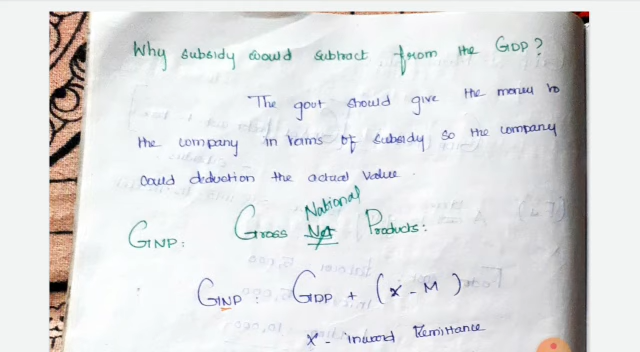 Why subsidy would subtract from the GDP?
The govt should give the money to
the company in terms of subsidy so the company
could deduction the actual value.
National
GNP: Gross Net Products:
GNP: GDP + (X - M)
X - inward Remittance